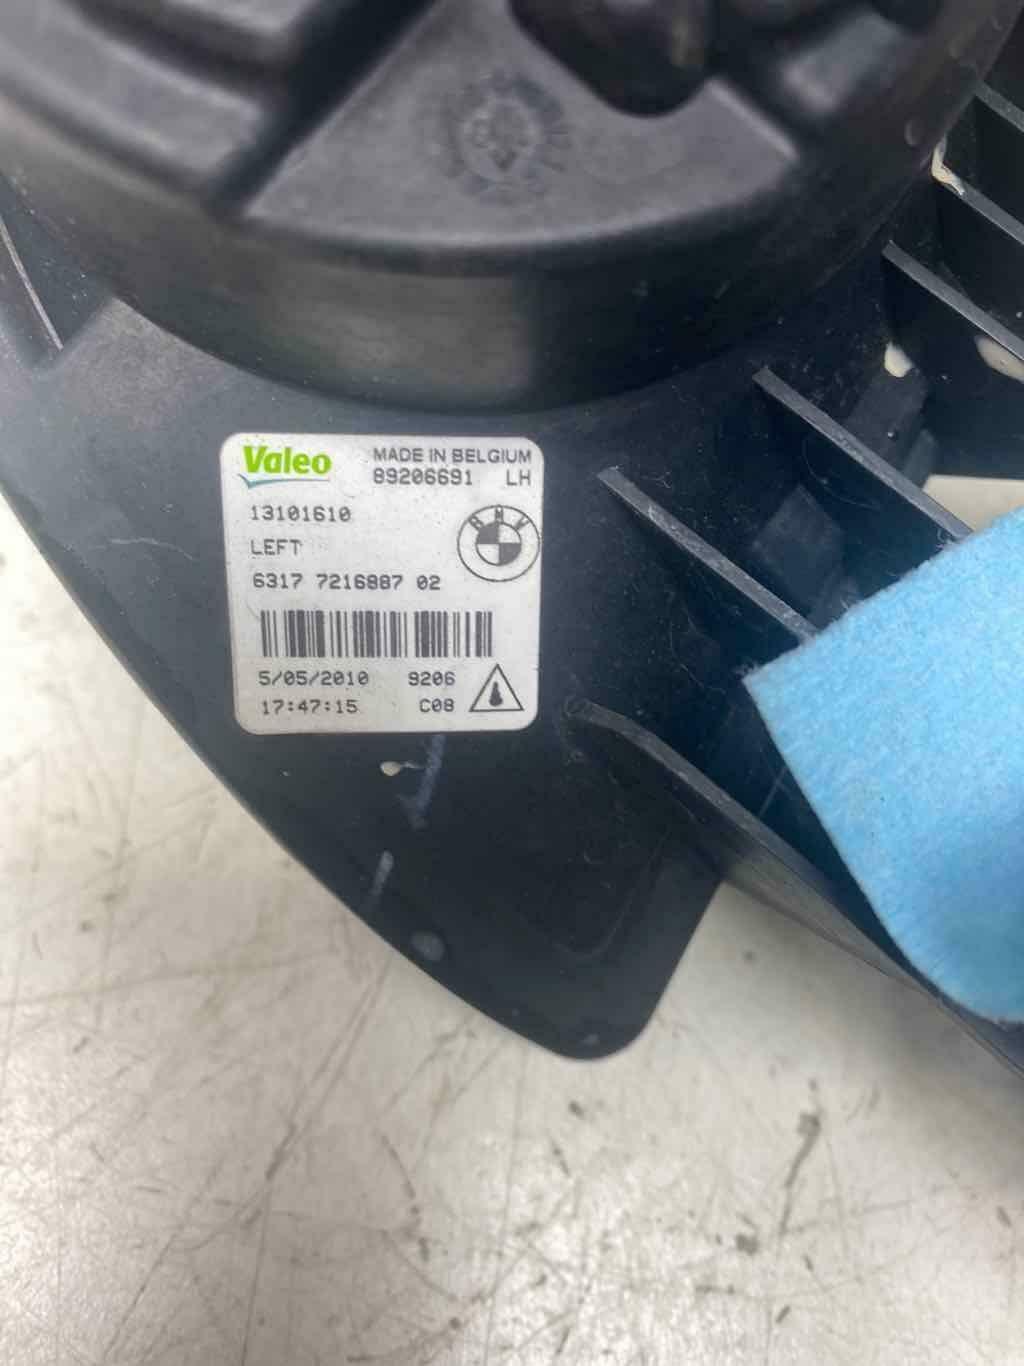 Valeo MADE IN BELGIUM
89206691 LH
13101610
BMW
LEFT
6317 7216887 02
5/05/2010 9206
17:47:15 C08